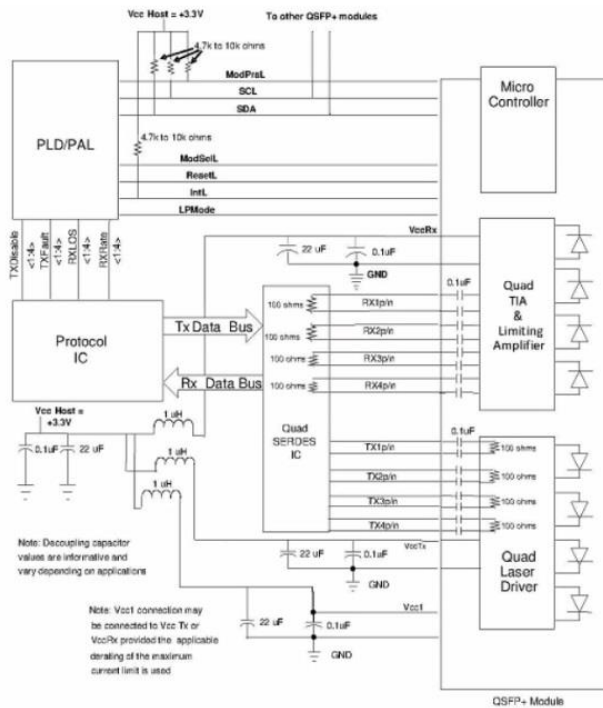 Vcc Host = +3.3V
To other QSFP+ modules
4.7k to 10k ohms
ModPrsL
SCL
SDA
Micro
Controller
PLD/PAL
4.7k to 10k ohms
ModSelL
ResetL
IntL
LPMode
TXDisable
<1:4>
TXFault
<1:4>
RXLOS
<1:4>
RXRate
<1:4>
VccRx
22 uF
0.1uF
GND
0.1uF
Quad
TIA
&
Limiting
Amplifier
100 ohms
RX1p/n
100 ohms
RX2p/n
100 ohms
RX3p/n
100 ohms
RX4p/n
Protocol
IC
Tx Data Bus
Rx Data Bus
Quad
SERDES
IC
Vcc Host =
+3.3V
0.1uF
22 uF
1 uH
1 uH
1 uH
0.1uF
TX1p/n
100 ohms
TX2p/n
100 ohms
TX3p/n
100 ohms
TX4p/n
100 ohms
VccTx
22 uF
0.1uF
GND
Quad
Laser
Driver
Note: Decoupling capacitor
values are informative and
vary depending on applications
Note: Vcc1 connection may
be connected to Vcc Tx or
VccRx provided the applicable
derating of the maximum
current limit is used
Vcc1
22 uF
0.1uF
GND
QSFP+ Module